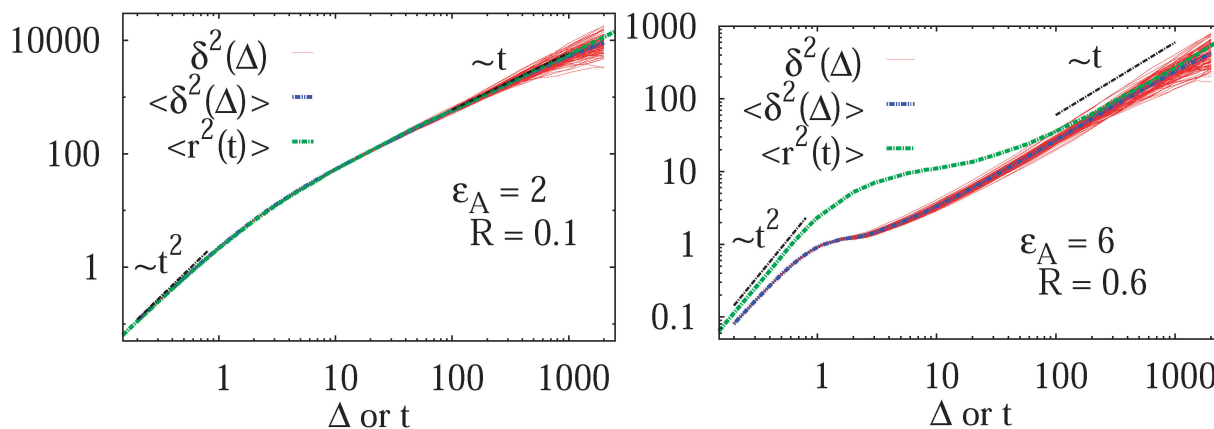 10000
100
1
δ²(Δ)
<δ²(Δ)>
<r²(t)>
~t
~t²
ε_A = 2
R = 0.1
1 10 100 1000
Δ or t
1000
100
10
1
0.1
δ²(Δ)
<δ²(Δ)>
<r²(t)>
~t
~t²
ε_A = 6
R = 0.6
1 10 100 1000
Δ or t